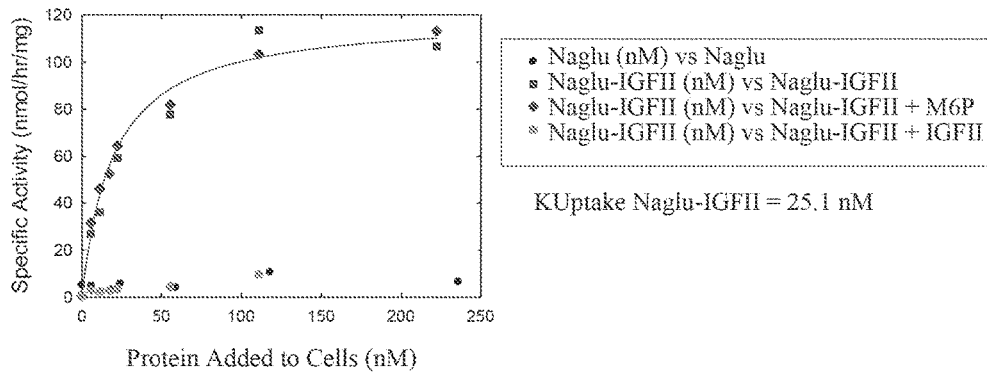 120
100
80
60
40
20
0
Specific Activity (nmol/hr/mg)
0 50 100 150 200 250
Protein Added to Cells (nM)
Naglu (nM) vs Naglu
Naglu-IGFII (nM) vs Naglu-IGFII
Naglu-IGFII (nM) vs Naglu-IGFII + M6P
Naglu-IGFII (nM) vs Naglu-IGFII + IGFII
KUptake Naglu-IGFII = 25.1 nM